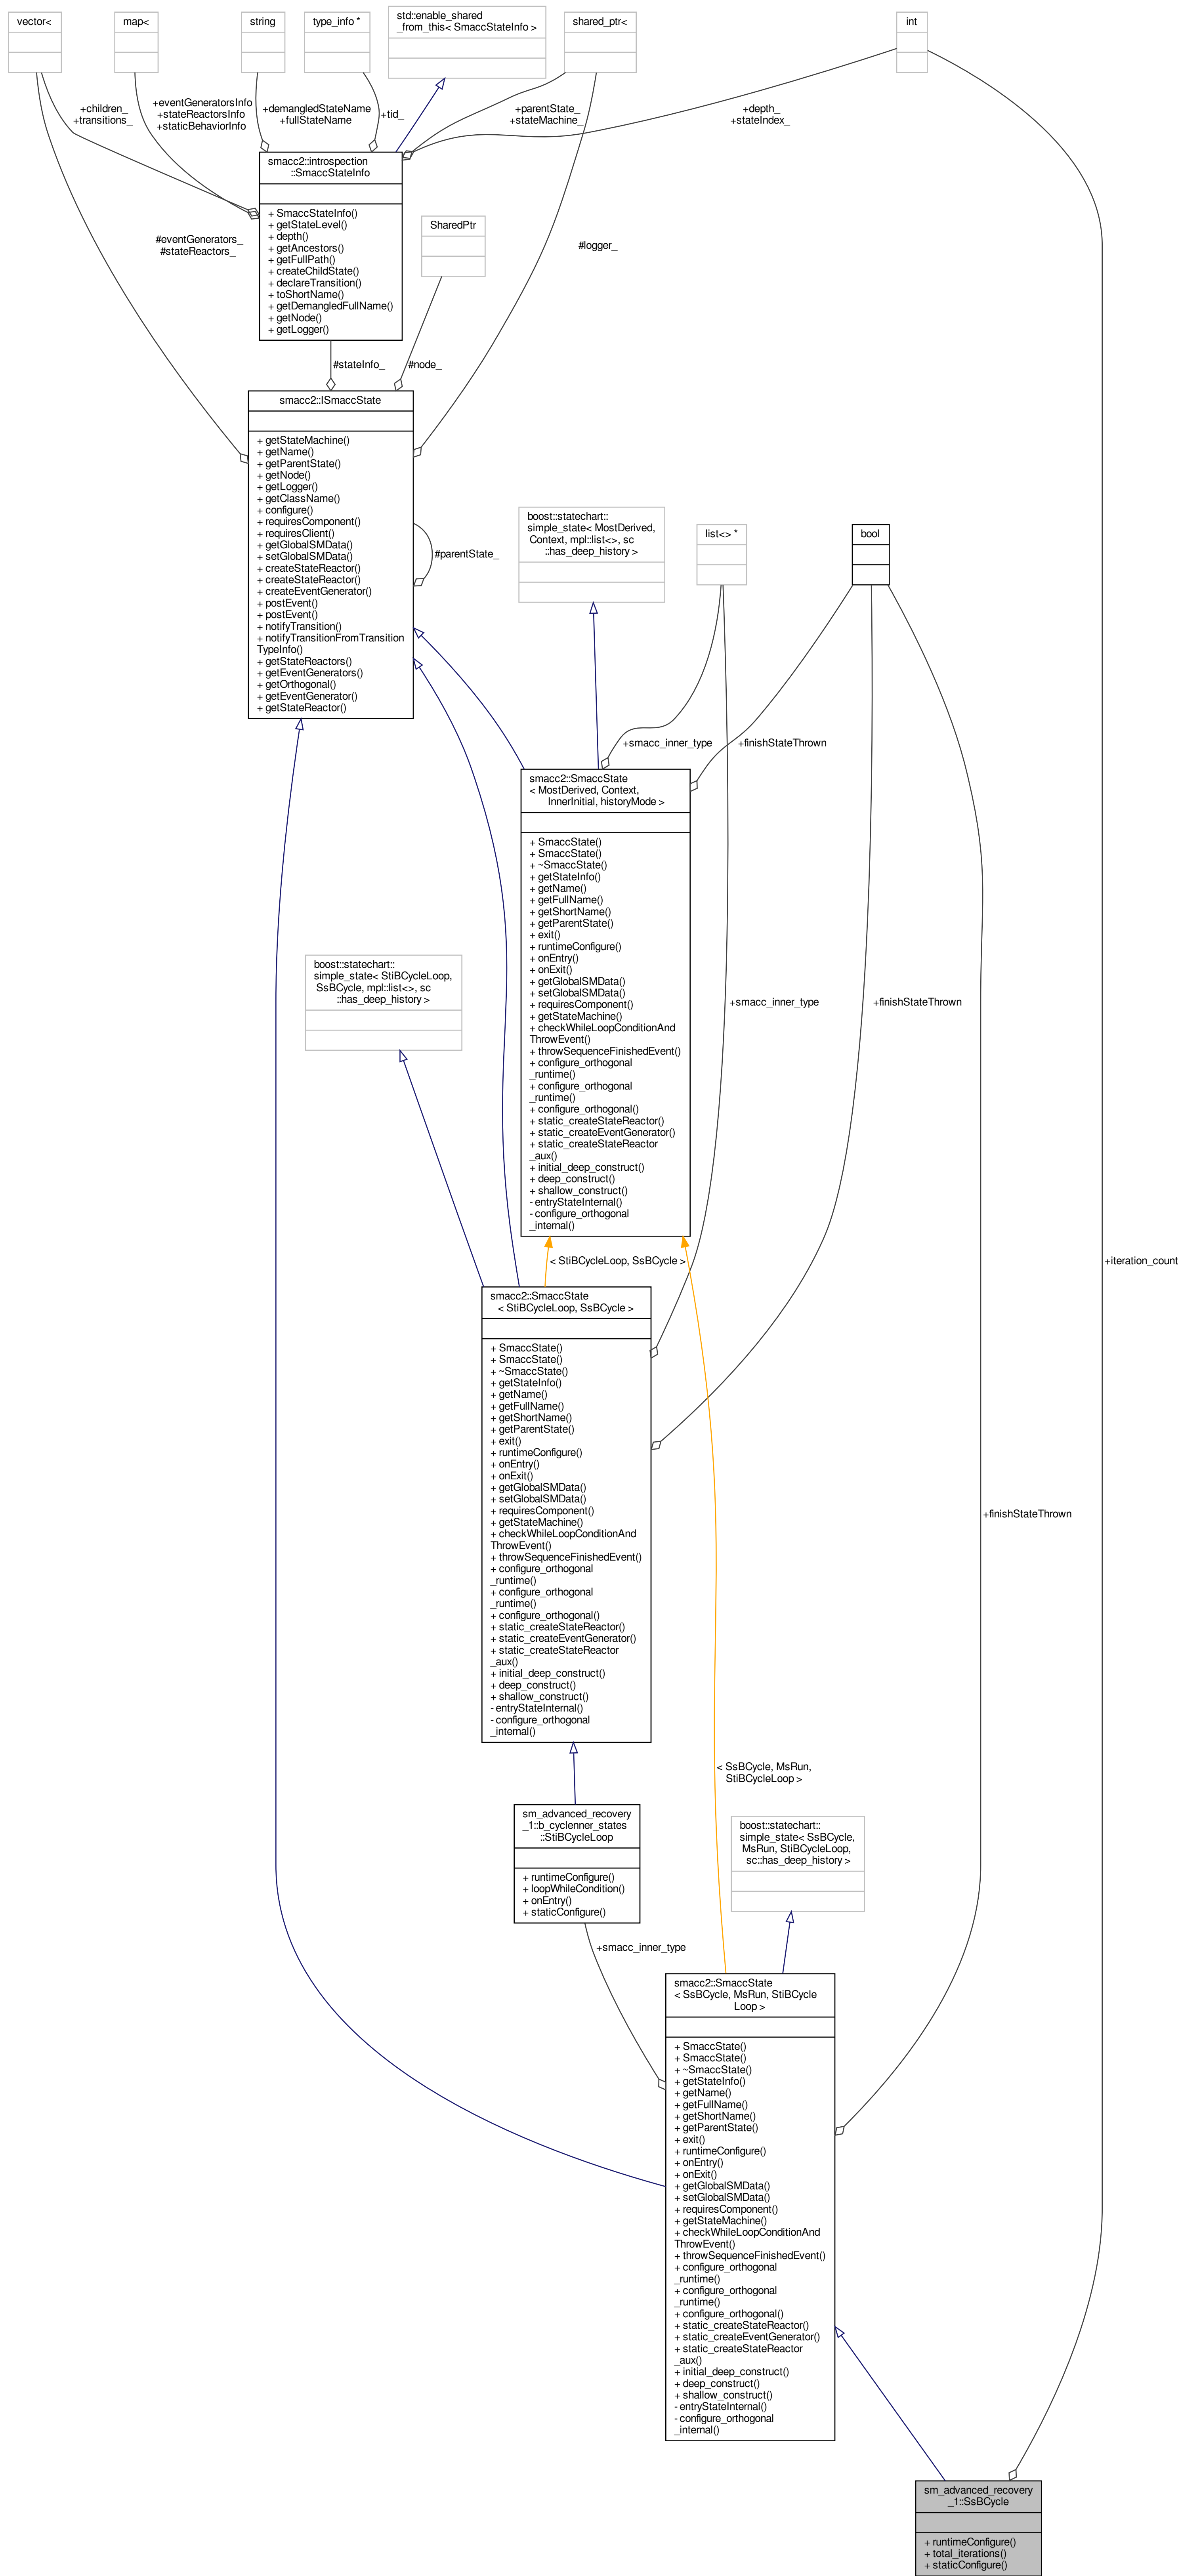 vector<
map<
string
type_info *
std::enable_shared
_from_this< SmaccStateInfo >
shared_ptr<
int
+children_
+transitions_
+eventGeneratorsInfo
+stateReactorsInfo
+staticBehaviorInfo
+demangledStateName
+fullStateName
+tid_
+parentState_
+stateMachine_
+depth_
+stateIndex_
smacc2::introspection
::SmaccStateInfo
+ SmaccStateInfo()
+ getStateLevel()
+ depth()
+ getAncestors()
+ getFullPath()
+ createChildState()
+ declareTransition()
+ toShortName()
+ getDemangledFullName()
+ getNode()
+ getLogger()
SharedPtr
#eventGenerators_
#stateReactors_
#logger_
#stateInfo_
#node_
smacc2::ISmaccState
+ getStateMachine()
+ getName()
+ getParentState()
+ getNode()
+ getLogger()
+ getClassName()
+ configure()
+ requiresComponent()
+ requiresClient()
+ getGlobalSMData()
+ setGlobalSMData()
+ createStateReactor()
+ createStateReactor()
+ createEventGenerator()
+ postEvent()
+ postEvent()
+ notifyTransition()
+ notifyTransitionFromTransition
TypeInfo()
+ getStateReactors()
+ getEventGenerators()
+ getOrthogonal()
+ getEventGenerator()
+ getStateReactor()
#parentState_
boost::statechart::
simple_state< MostDerived,
Context, mpl::list<>, sc
::has_deep_history >
list<> *
bool
+smacc_inner_type
+finishStateThrown
smacc2::SmaccState
< MostDerived, Context,
InnerInitial, historyMode >
+ SmaccState()
+ SmaccState()
+ ~SmaccState()
+ getStateInfo()
+ getName()
+ getFullName()
+ getShortName()
+ getParentState()
+ exit()
+ runtimeConfigure()
+ onEntry()
+ onExit()
+ getGlobalSMData()
+ setGlobalSMData()
+ requiresComponent()
+ getStateMachine()
+ checkWhileLoopConditionAnd
ThrowEvent()
+ throwSequenceFinishedEvent()
+ configure_orthogonal
_runtime()
+ configure_orthogonal
_runtime()
+ configure_orthogonal()
+ static_createStateReactor()
+ static_createEventGenerator()
+ static_createStateReactor
_aux()
+ initial_deep_construct()
+ deep_construct()
+ shallow_construct()
- entryStateInternal()
- configure_orthogonal
_internal()
boost::statechart::
simple_state< StiBCycleLoop,
SsBCycle, mpl::list<>, sc
::has_deep_history >
+smacc_inner_type
+finishStateThrown
+iteration_count
< StiBCycleLoop, SsBCycle >
smacc2::SmaccState
< StiBCycleLoop, SsBCycle >
+ SmaccState()
+ SmaccState()
+ ~SmaccState()
+ getStateInfo()
+ getName()
+ getFullName()
+ getShortName()
+ getParentState()
+ exit()
+ runtimeConfigure()
+ onEntry()
+ onExit()
+ getGlobalSMData()
+ setGlobalSMData()
+ requiresComponent()
+ getStateMachine()
+ checkWhileLoopConditionAnd
ThrowEvent()
+ throwSequenceFinishedEvent()
+ configure_orthogonal
_runtime()
+ configure_orthogonal
_runtime()
+ configure_orthogonal()
+ static_createStateReactor()
+ static_createEventGenerator()
+ static_createStateReactor
_aux()
+ initial_deep_construct()
+ deep_construct()
+ shallow_construct()
- entryStateInternal()
- configure_orthogonal
_internal()
+finishStateThrown
< SsBCycle, MsRun,
StiBCycleLoop >
sm_advanced_recovery
_1::b_cyclenner_states
::StiBCycleLoop
+ runtimeConfigure()
+ loopWhileCondition()
+ onEntry()
+ staticConfigure()
boost::statechart::
simple_state< SsBCycle,
MsRun, StiBCycleLoop,
sc::has_deep_history >
+smacc_inner_type
smacc2::SmaccState
< SsBCycle, MsRun, StiBCycle
Loop >
+ SmaccState()
+ SmaccState()
+ ~SmaccState()
+ getStateInfo()
+ getName()
+ getFullName()
+ getShortName()
+ getParentState()
+ exit()
+ runtimeConfigure()
+ onEntry()
+ onExit()
+ getGlobalSMData()
+ setGlobalSMData()
+ requiresComponent()
+ getStateMachine()
+ checkWhileLoopConditionAnd
ThrowEvent()
+ throwSequenceFinishedEvent()
+ configure_orthogonal
_runtime()
+ configure_orthogonal
_runtime()
+ configure_orthogonal()
+ static_createStateReactor()
+ static_createEventGenerator()
+ static_createStateReactor
_aux()
+ initial_deep_construct()
+ deep_construct()
+ shallow_construct()
- entryStateInternal()
- configure_orthogonal
_internal()
sm_advanced_recovery
_1::SsBCycle
+ runtimeConfigure()
+ total_iterations()
+ staticConfigure()